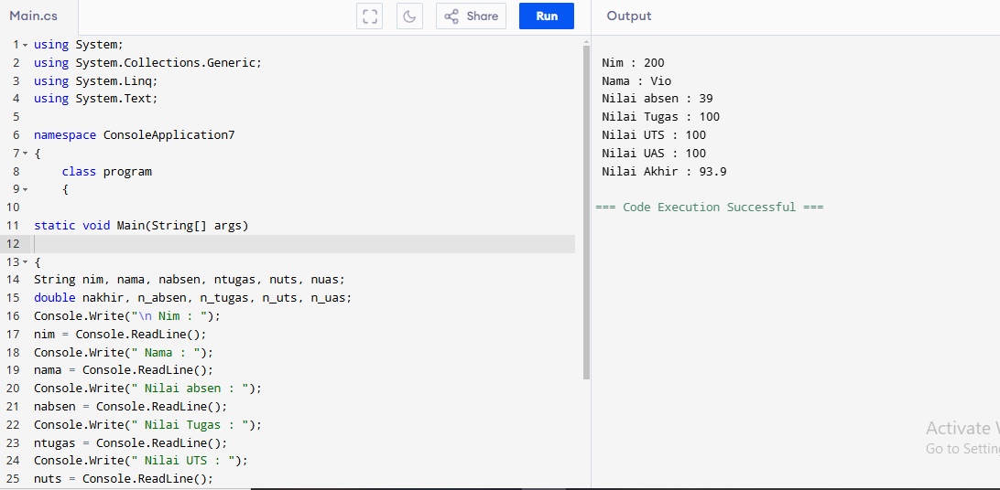 Main.cs
Share
Run
Output
1 using System;
2 using System.Collections.Generic;
3 using System.Linq;
4 using System.Text;
5
6 namespace ConsoleApplication7
7 {
8 class program
9 {
10
11 static void Main(String[] args)
12
13 {
14 String nim, nama, nabsen, ntugas, nuts, nuas;
15 double nakhir, n_absen, n_tugas, n_uts, n_uas;
16 Console.Write("\n Nim : ");
17 nim = Console.ReadLine();
18 Console.Write(" Nama : ");
19 nama = Console.ReadLine();
20 Console.Write(" Nilai absen : ");
21 nabsen = Console.ReadLine();
22 Console.Write(" Nilai Tugas : ");
23 ntugas = Console.ReadLine();
24 Console.Write(" Nilai UTS : ");
25 nuts = Console.ReadLine();
Nim : 200
Nama : Vio
Nilai absen : 39
Nilai Tugas : 100
Nilai UTS : 100
Nilai UAS : 100
Nilai Akhir : 93.9
=== Code Execution Successful ===
Activate
Go to Settin